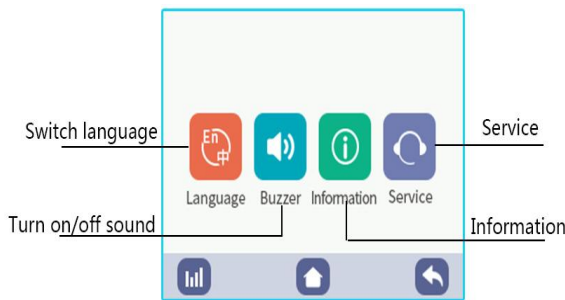 En
中
Switch language
Service
Language Buzzer Information Service
Turn on/off sound
Information